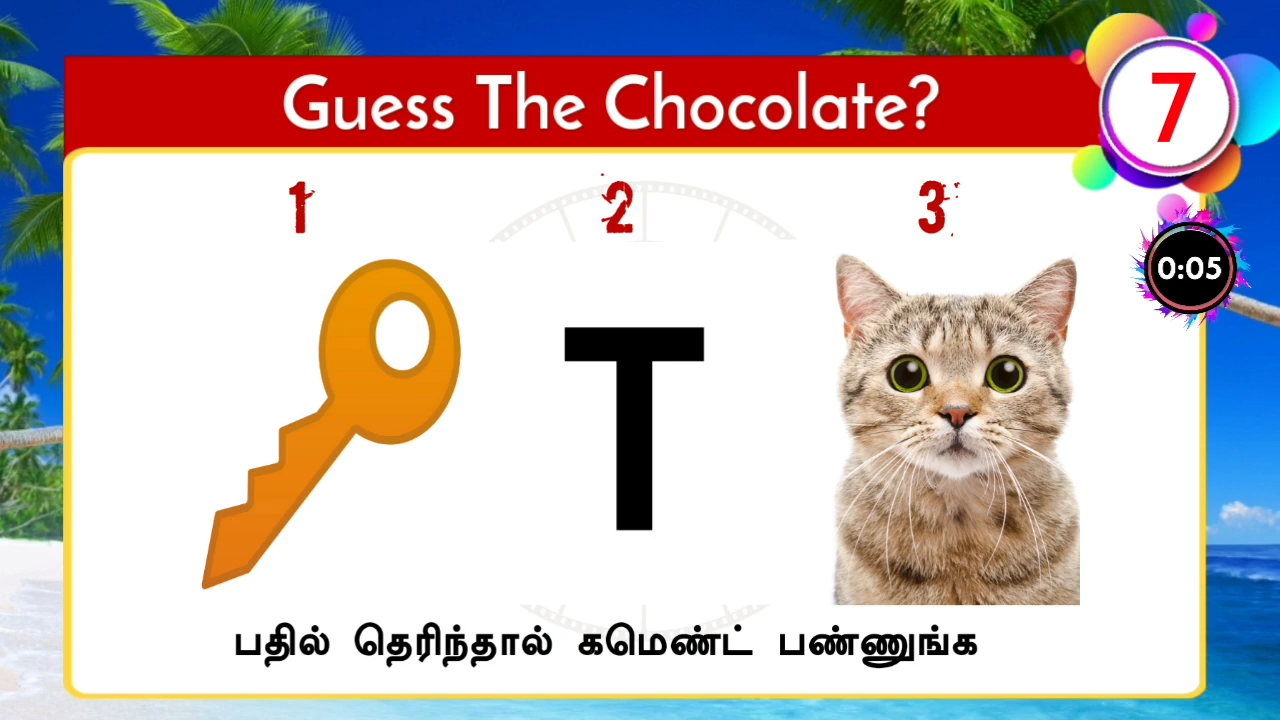 Guess The Chocolate?
7
1 2 3
0:05
T
பதில் தெரிந்தால் கமெண்ட் பண்ணுங்க